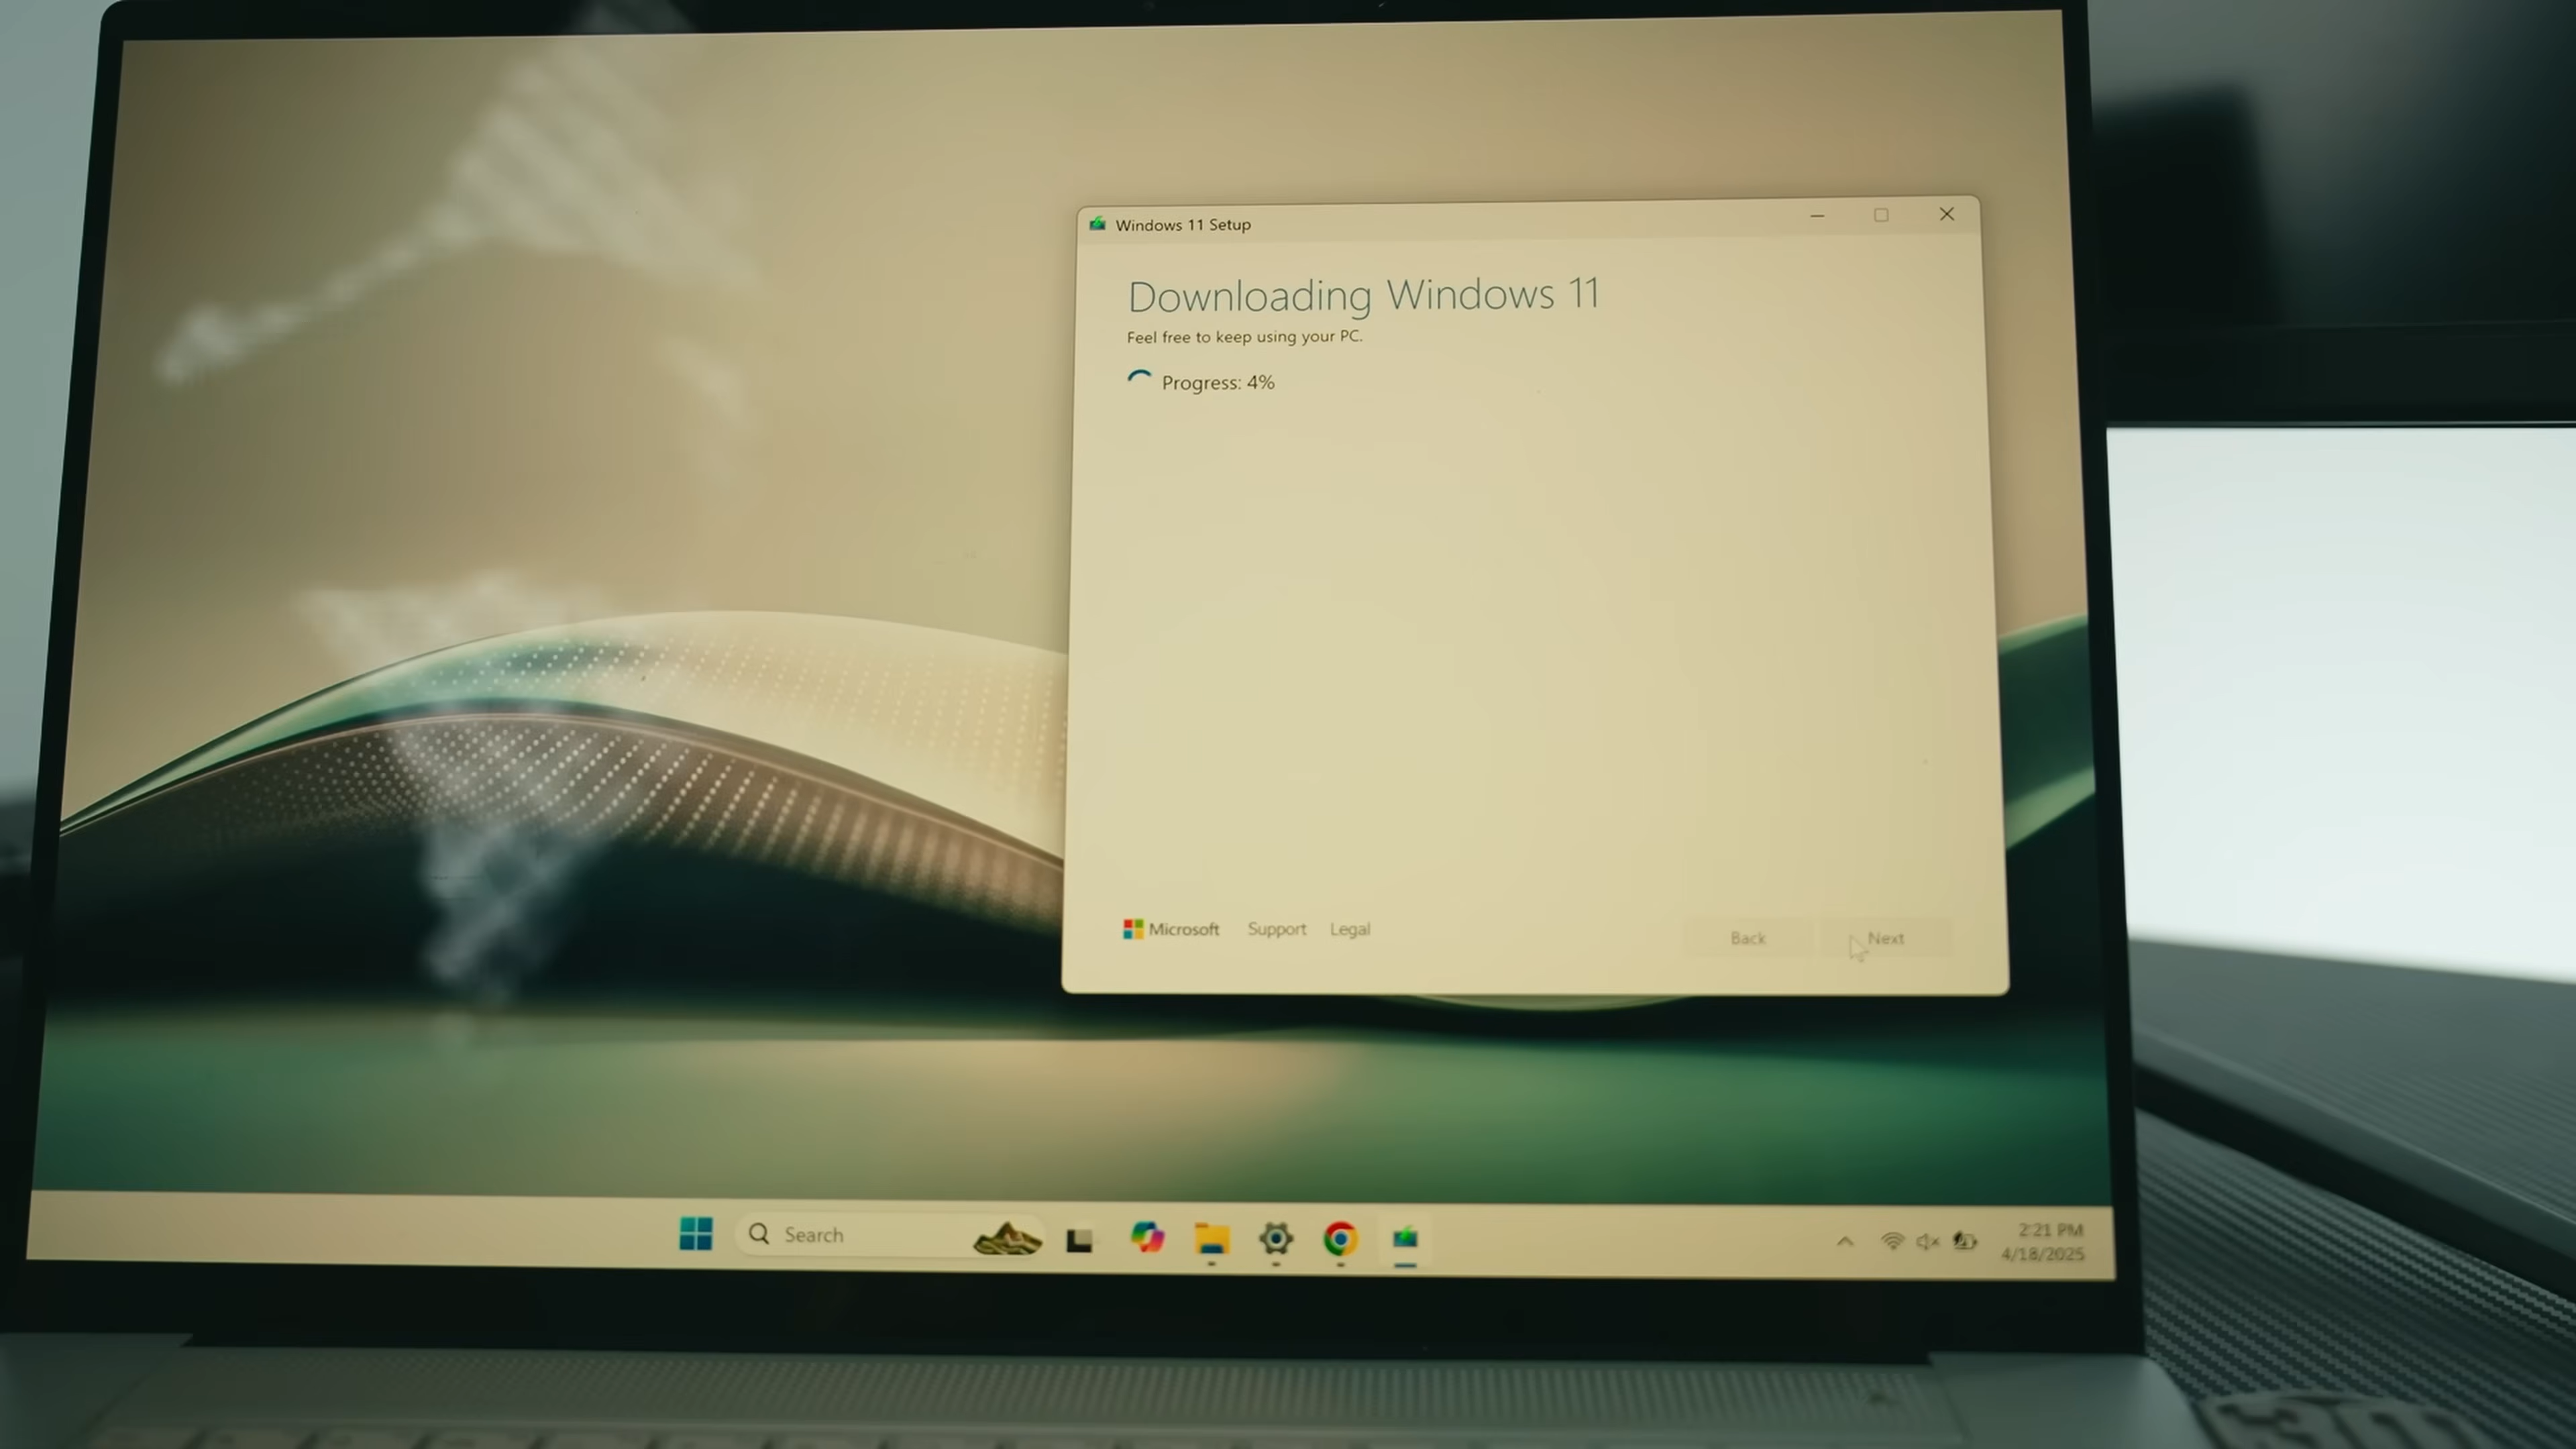 Windows 11 Setup
Downloading Windows 11
Feel free to keep using your PC.
Progress: 4%
Microsoft Support Legal
Back Next
Search
2:21 PM
4/18/2025